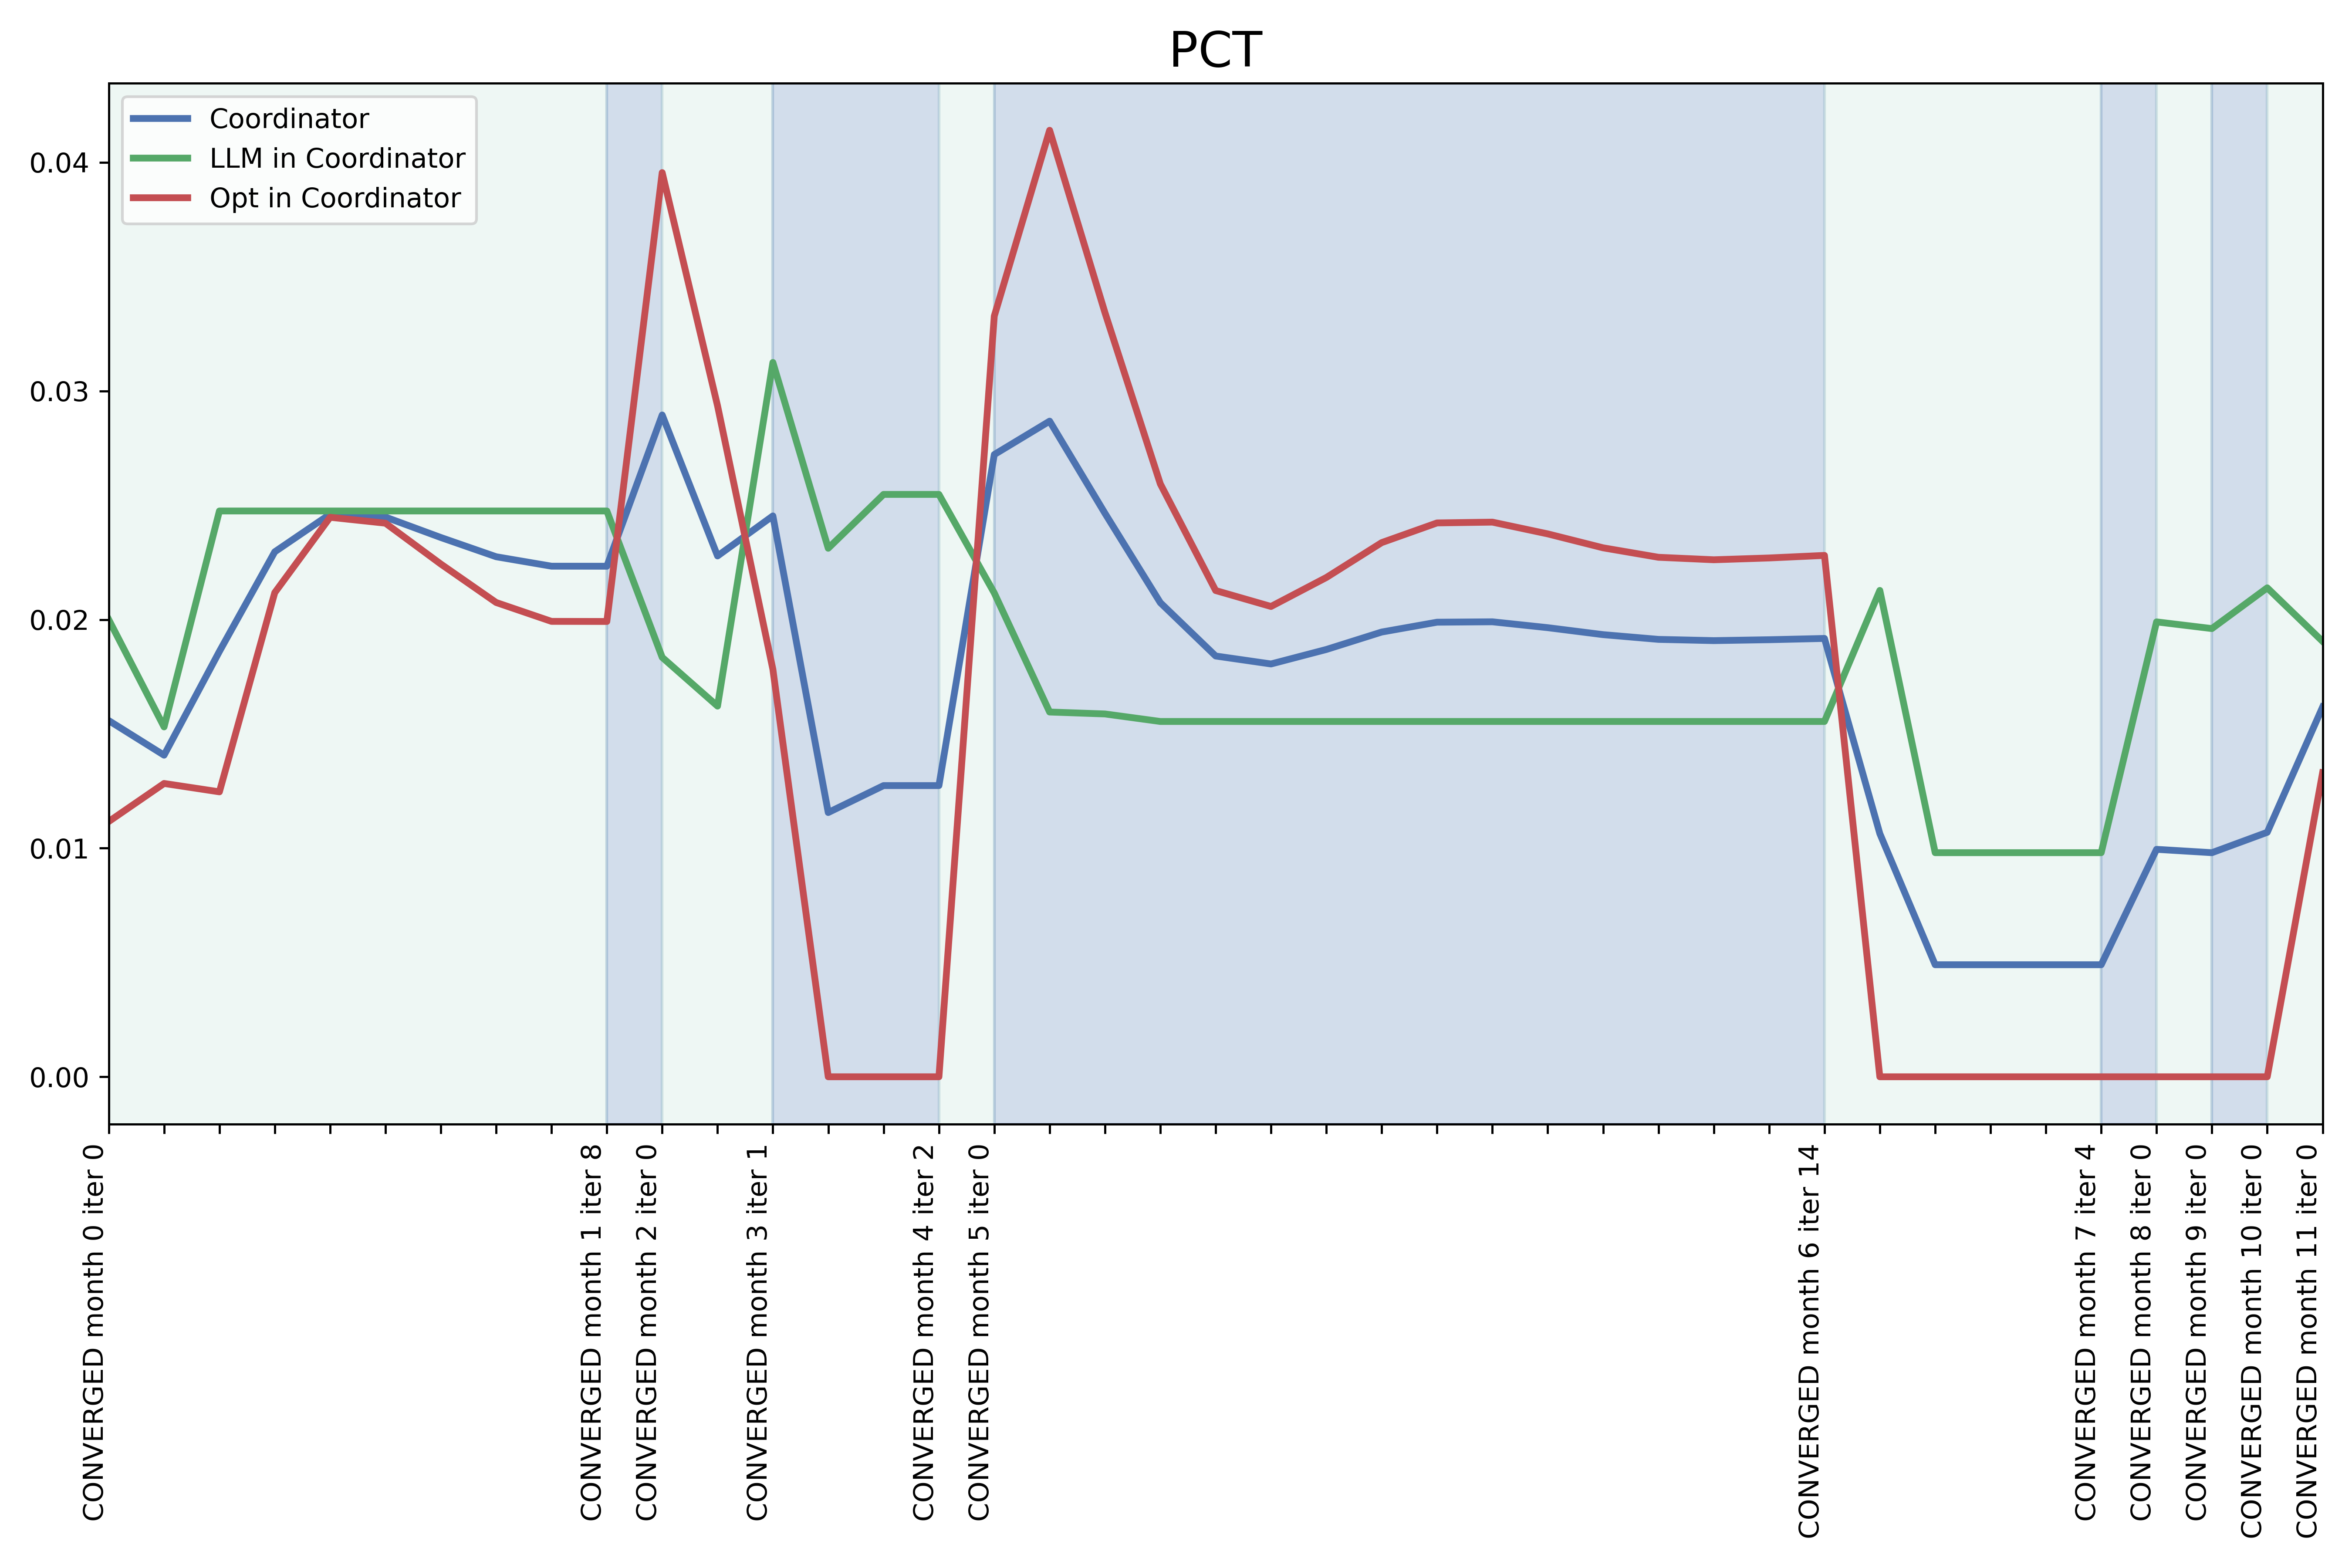 PCT
Coordinator
LLM in Coordinator
Opt in Coordinator
0.04
0.03
0.02
0.01
0.00
CONVERGED month 0 iter 0
CONVERGED month 1 iter 8
CONVERGED month 2 iter 0
CONVERGED month 3 iter 1
CONVERGED month 4 iter 2
CONVERGED month 5 iter 0
CONVERGED month 6 iter 14
CONVERGED month 7 iter 4
CONVERGED month 8 iter 0
CONVERGED month 9 iter 0
CONVERGED month 10 iter 0
CONVERGED month 11 iter 0